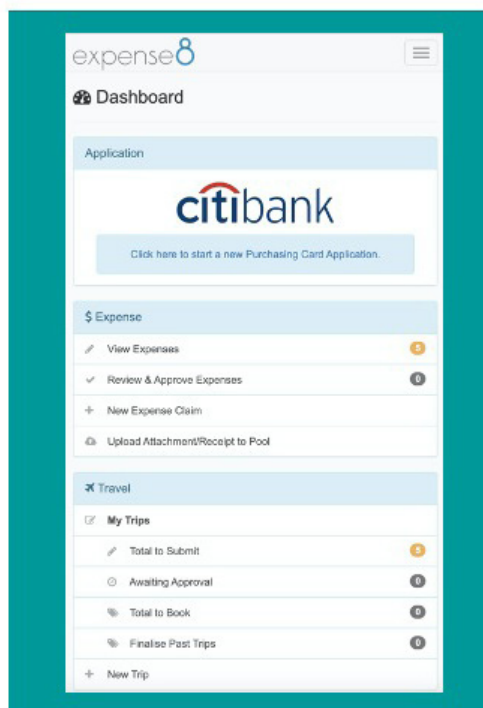 expense8
Dashboard
Application
citibank
Click here to start a new Purchasing Card Application.
$ Expense
View Expenses 5
Review & Approve Expenses 0
New Expense Claim
Upload Attachment/Receipt to Pool
Travel
My Trips
Total to Submit 5
Awaiting Approval 0
Total to Book 0
Finalise Past Trips 0
New Trip